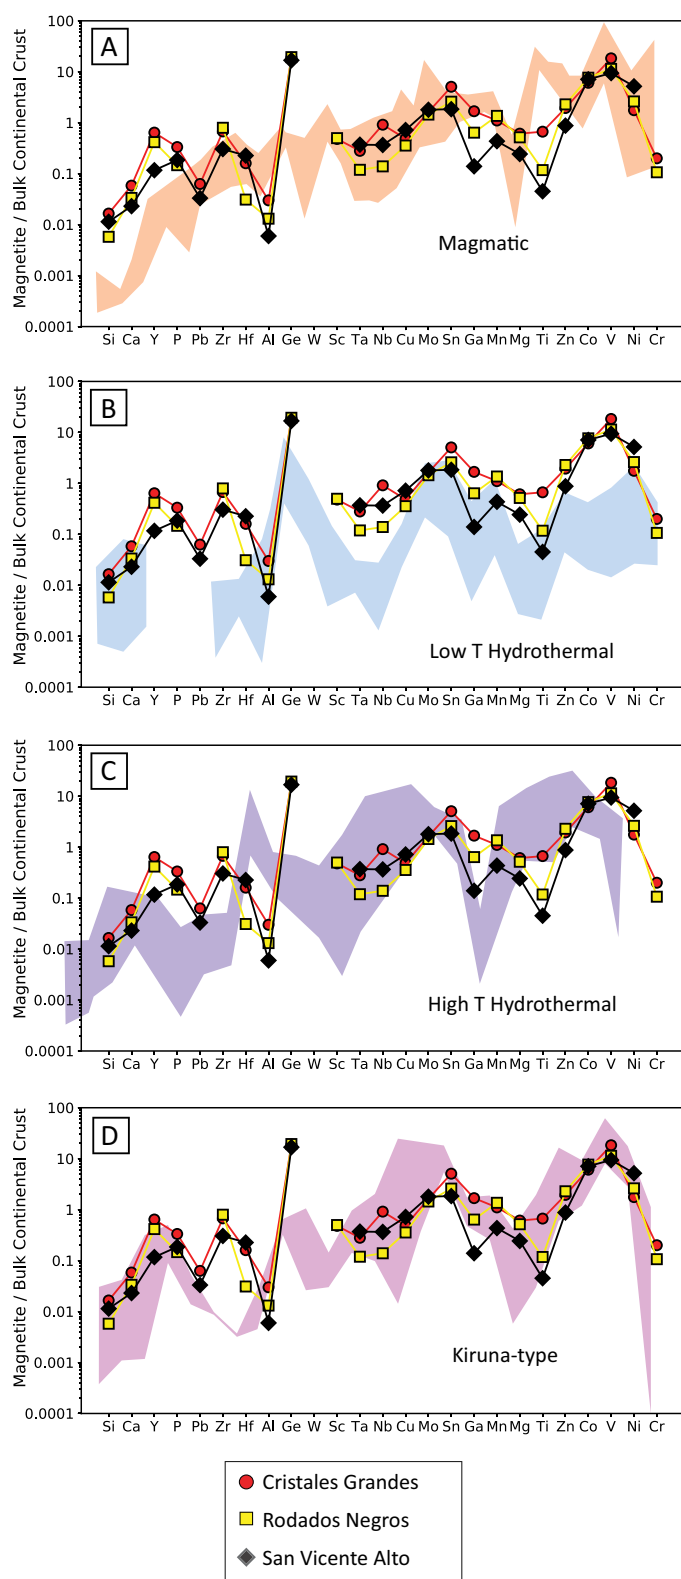 A
Magnetite / Bulk Continental Crust
100
10
1
0.1
0.01
0.001
0.0001
Magmatic
Si Ca Y P Pb Zr Hf Al Ge W Sc Ta Nb Cu Mo Sn Ga Mn Mg Ti Zn Co V Ni Cr
B
Magnetite / Bulk Continental Crust
100
10
1
0.1
0.01
0.001
0.0001
Low T Hydrothermal
Si Ca Y P Pb Zr Hf Al Ge W Sc Ta Nb Cu Mo Sn Ga Mn Mg Ti Zn Co V Ni Cr
C
Magnetite / Bulk Continental Crust
100
10
1
0.1
0.01
0.001
0.0001
High T Hydrothermal
Si Ca Y P Pb Zr Hf Al Ge W Sc Ta Nb Cu Mo Sn Ga Mn Mg Ti Zn Co V Ni Cr
D
Magnetite / Bulk Continental Crust
100
10
1
0.1
0.01
0.001
0.0001
Kiruna-type
Si Ca Y P Pb Zr Hf Al Ge W Sc Ta Nb Cu Mo Sn Ga Mn Mg Ti Zn Co V Ni Cr
Cristales Grandes
Rodados Negros
San Vicente Alto